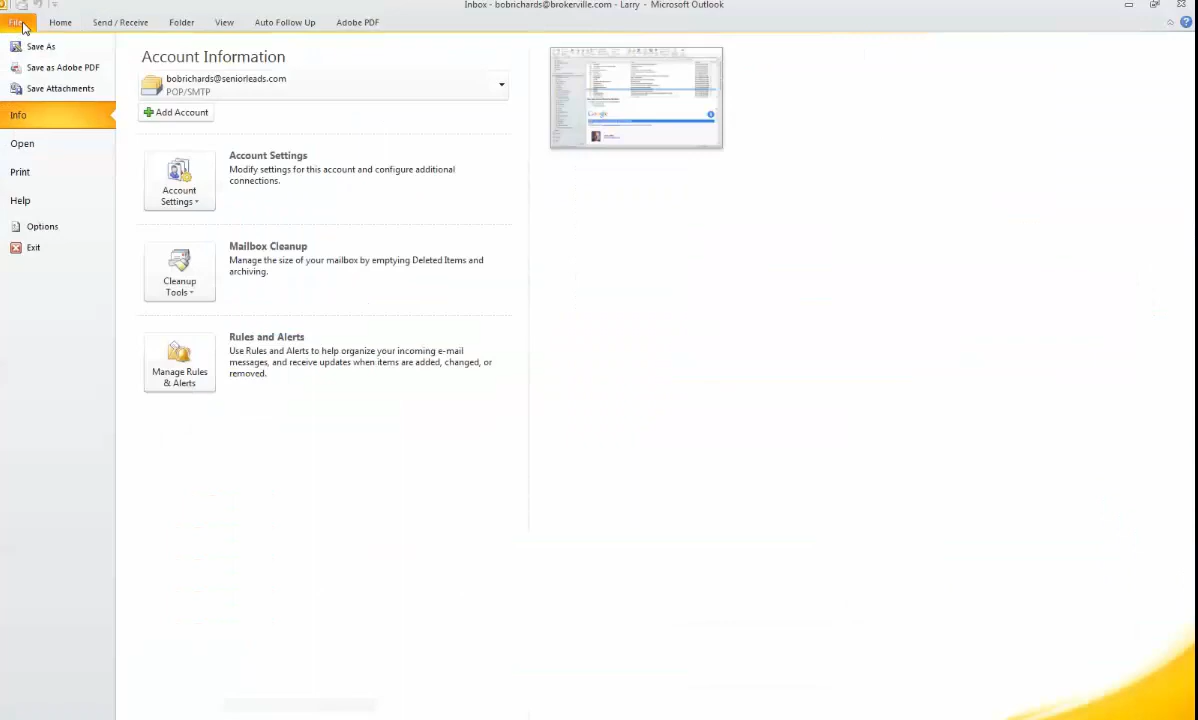 Inbox - bobrichards@brokerville.com - Larry - Microsoft Outlook
File Home Send / Receive Folder View Auto Follow Up Adobe PDF
Save As
Save as Adobe PDF
Save Attachments
Info
Open
Print
Help
Options
Exit
Account Information
bobrichards@seniorleads.com
POP/SMTP
Add Account
Account
Settings
Account Settings
Modify settings for this account and configure additional
connections.
Cleanup
Tools
Mailbox Cleanup
Manage the size of your mailbox by emptying Deleted Items and
archiving.
Manage Rules
& Alerts
Rules and Alerts
Use Rules and Alerts to help organize your incoming e-mail
messages, and receive updates when items are added, changed, or
removed.
Google